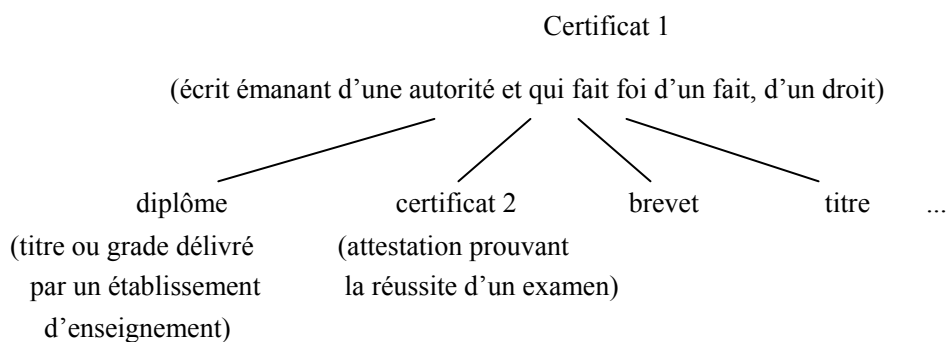 Certificat 1
(écrit émanant d’une autorité et qui fait foi d’un fait, d’un droit)
diplôme certificat 2 brevet titre ...
(titre ou grade délivré (attestation prouvant
par un établissement la réussite d’un examen)
d’enseignement)